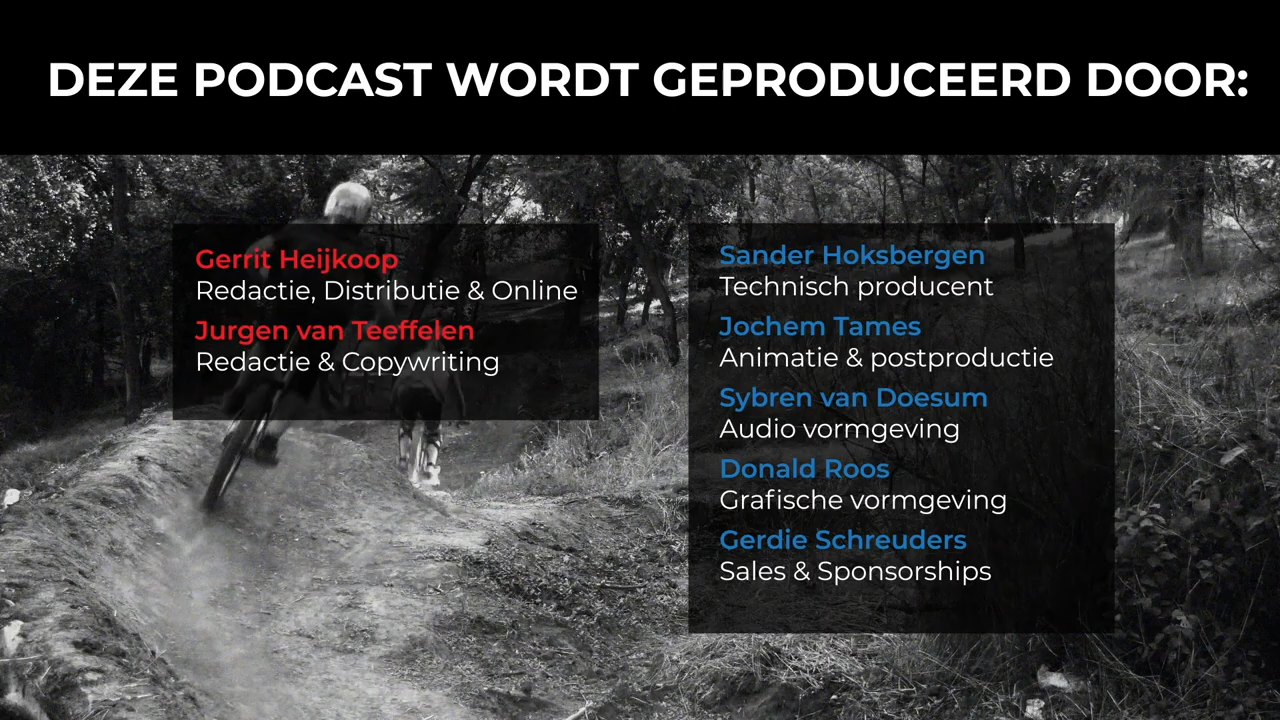 DEZE PODCAST WORDT GEPRODUCEERD DOOR:
Gerrit Heijkoop
Redactie, Distributie & Online
Jurgen van Teeffelen
Redactie & Copywriting
Sander Hoksbergen
Technisch producent
Jochem Tames
Animatie & postproductie
Sybren van Doesum
Audio vormgeving
Donald Roos
Grafische vormgeving
Gerdie Schreuders
Sales & Sponsorships